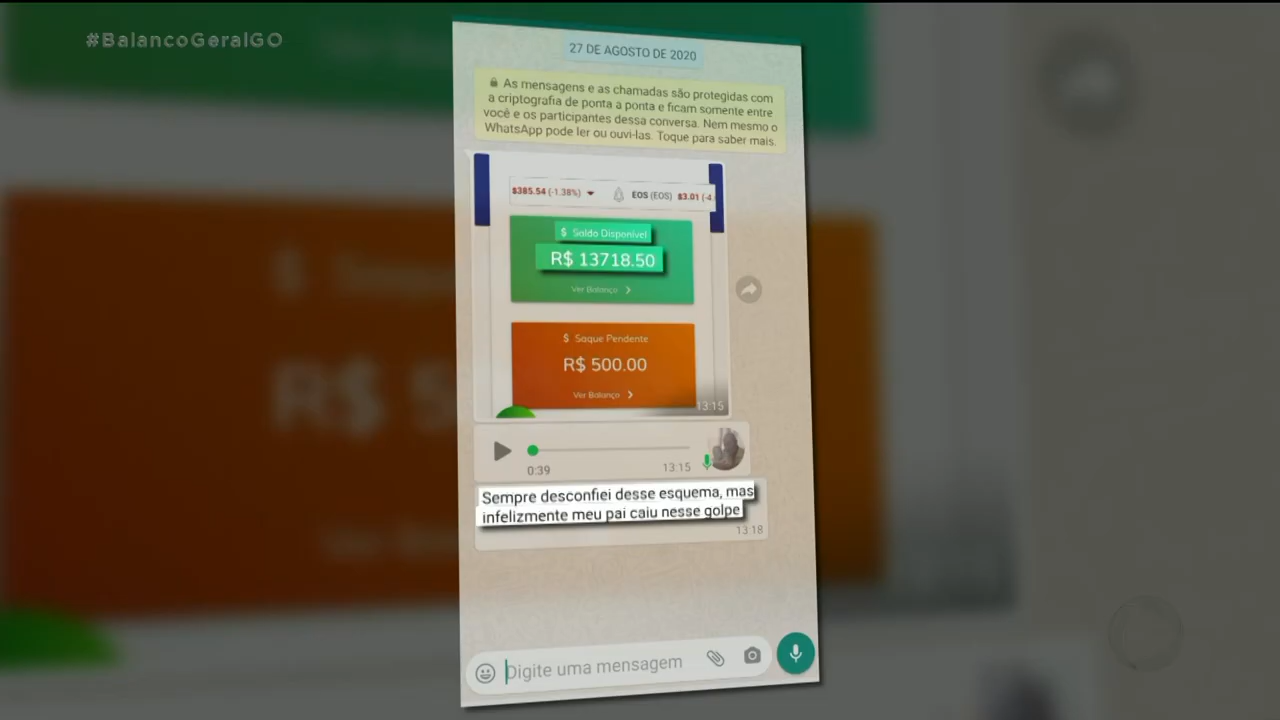 #BalancoGeralGO
27 DE AGOSTO DE 2020
As mensagens e as chamadas são protegidas com
a criptografia de ponta a ponta e ficam somente entre
você e os participantes dessa conversa. Nem mesmo o
WhatsApp pode ler ou ouvi-las. Toque para saber mais.
$385.54 (-1.38%) EOS (EOS) $3.01 (-4
$ Saldo Disponível
R$ 13718.50
Ver Balanço
$ Saque Pendente
R$ 500.00
Ver Balanço
13:15
0:39 13:15
Sempre desconfiei desse esquema, mas
infelizmente meu pai caiu nesse golpe
13:18
Digite uma mensagem